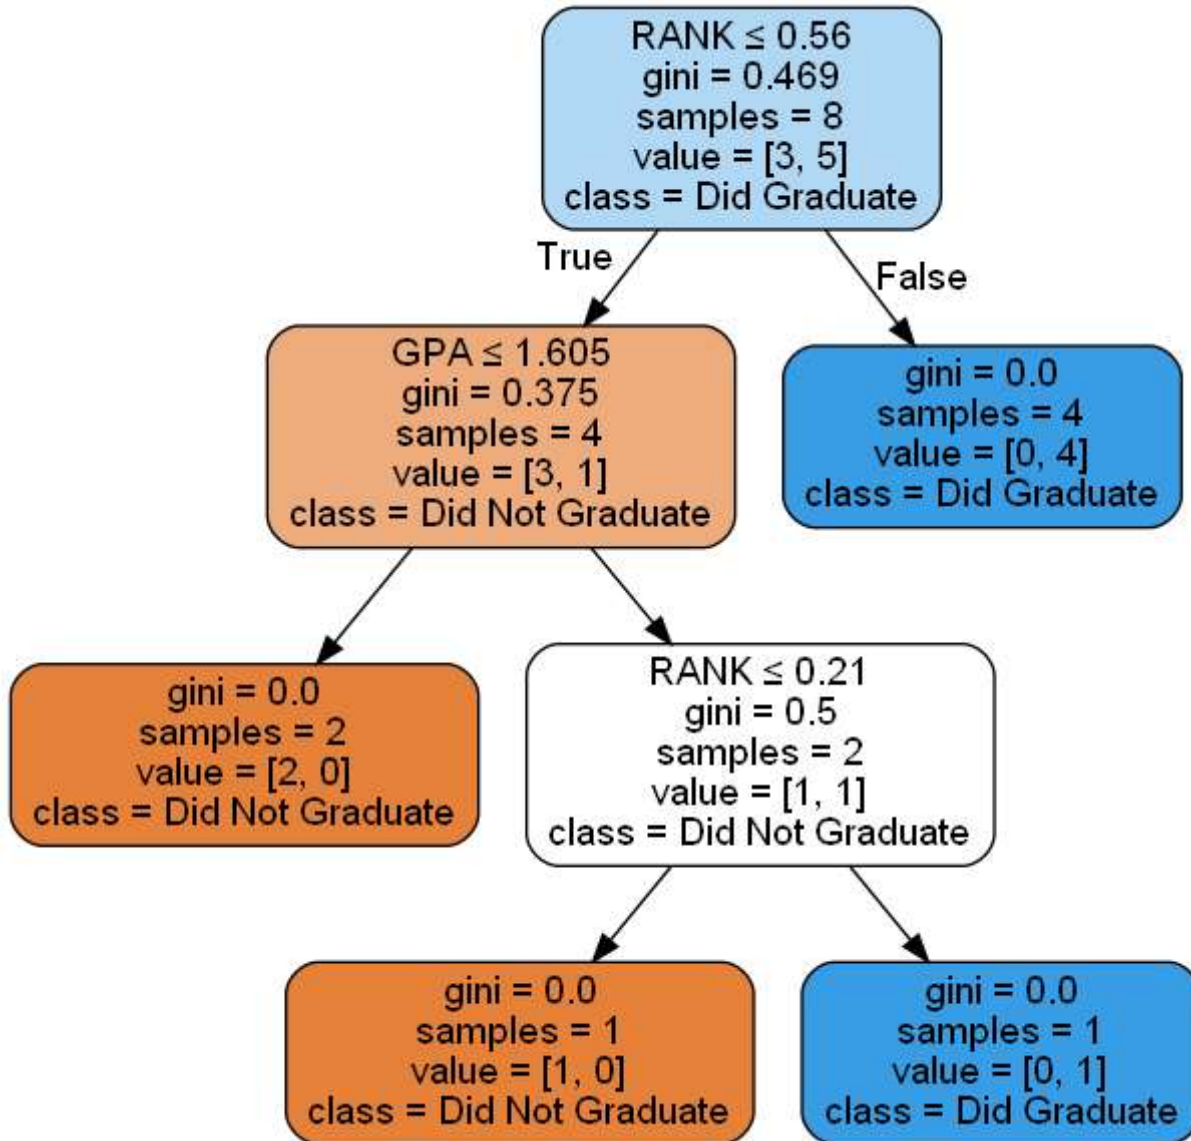 RANK ≤ 0.56
gini = 0.469
samples = 8
value = [3, 5]
class = Did Graduate
True
False
GPA ≤ 1.605
gini = 0.375
samples = 4
value = [3, 1]
class = Did Not Graduate
gini = 0.0
samples = 4
value = [0, 4]
class = Did Graduate
gini = 0.0
samples = 2
value = [2, 0]
class = Did Not Graduate
RANK ≤ 0.21
gini = 0.5
samples = 2
value = [1, 1]
class = Did Not Graduate
gini = 0.0
samples = 1
value = [1, 0]
class = Did Not Graduate
gini = 0.0
samples = 1
value = [0, 1]
class = Did Graduate